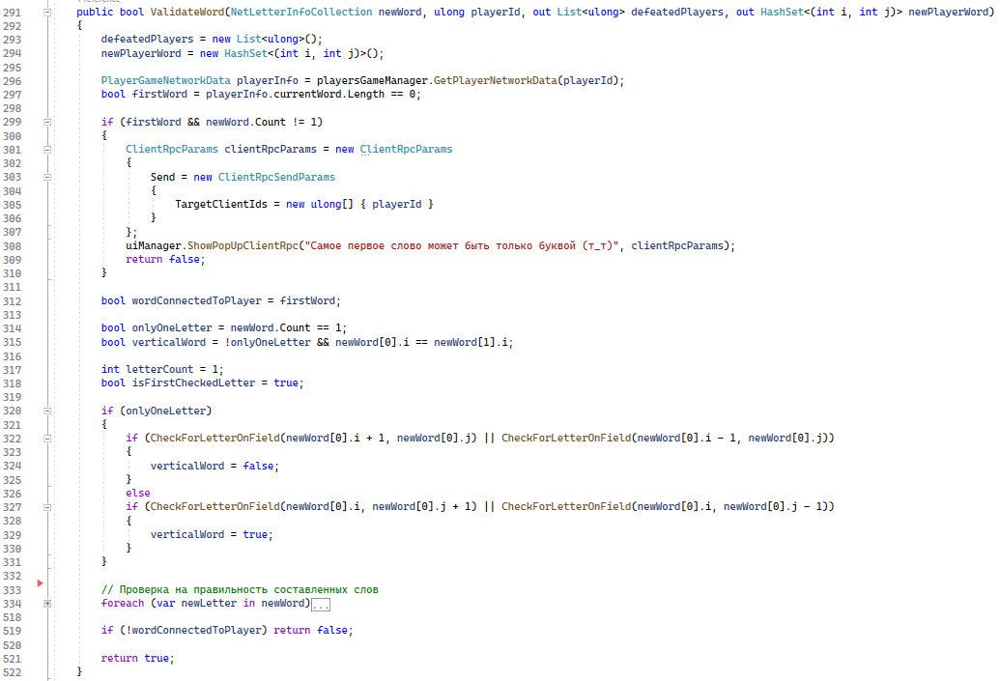 291 public bool ValidateWord(NetLetterInfoCollection newWord, ulong playerId, out List<ulong> defeatedPlayers, out HashSet<(int i, int j)> newPlayerWord)
292 {
293 defeatedPlayers = new List<ulong>();
294 newPlayerWord = new HashSet<(int i, int j)>();
295
296 PlayerGameNetworkData playerInfo = playersGameManager.GetPlayerNetworkData(playerId);
297 bool firstWord = playerInfo.currentWord.Length == 0;
298
299 if (firstWord && newWord.Count != 1)
300 {
301 ClientRpcParams clientRpcParams = new ClientRpcParams
302 {
303 Send = new ClientRpcSendParams
304 {
305 TargetClientIds = new ulong[] { playerId }
306 }
307 };
308 uiManager.ShowPopUpClientRpc("Самое первое слово может быть только буквой (т_т)", clientRpcParams);
309 return false;
310 }
311
312 bool wordConnectedToPlayer = firstWord;
313
314 bool onlyOneLetter = newWord.Count == 1;
315 bool verticalWord = !onlyOneLetter && newWord[0].i == newWord[1].i;
316
317 int letterCount = 1;
318 bool isFirstCheckedLetter = true;
319
320 if (onlyOneLetter)
321 {
322 if (CheckForLetterOnField(newWord[0].i + 1, newWord[0].j) || CheckForLetterOnField(newWord[0].i - 1, newWord[0].j))
323 {
324 verticalWord = false;
325 }
326 else
327 if (CheckForLetterOnField(newWord[0].i, newWord[0].j + 1) || CheckForLetterOnField(newWord[0].i, newWord[0].j - 1))
328 {
329 verticalWord = true;
330 }
331 }
332
333 // Проверка на правильность составленных слов
334 foreach (var newLetter in newWord)...
518
519 if (!wordConnectedToPlayer) return false;
520
521 return true;
522 }